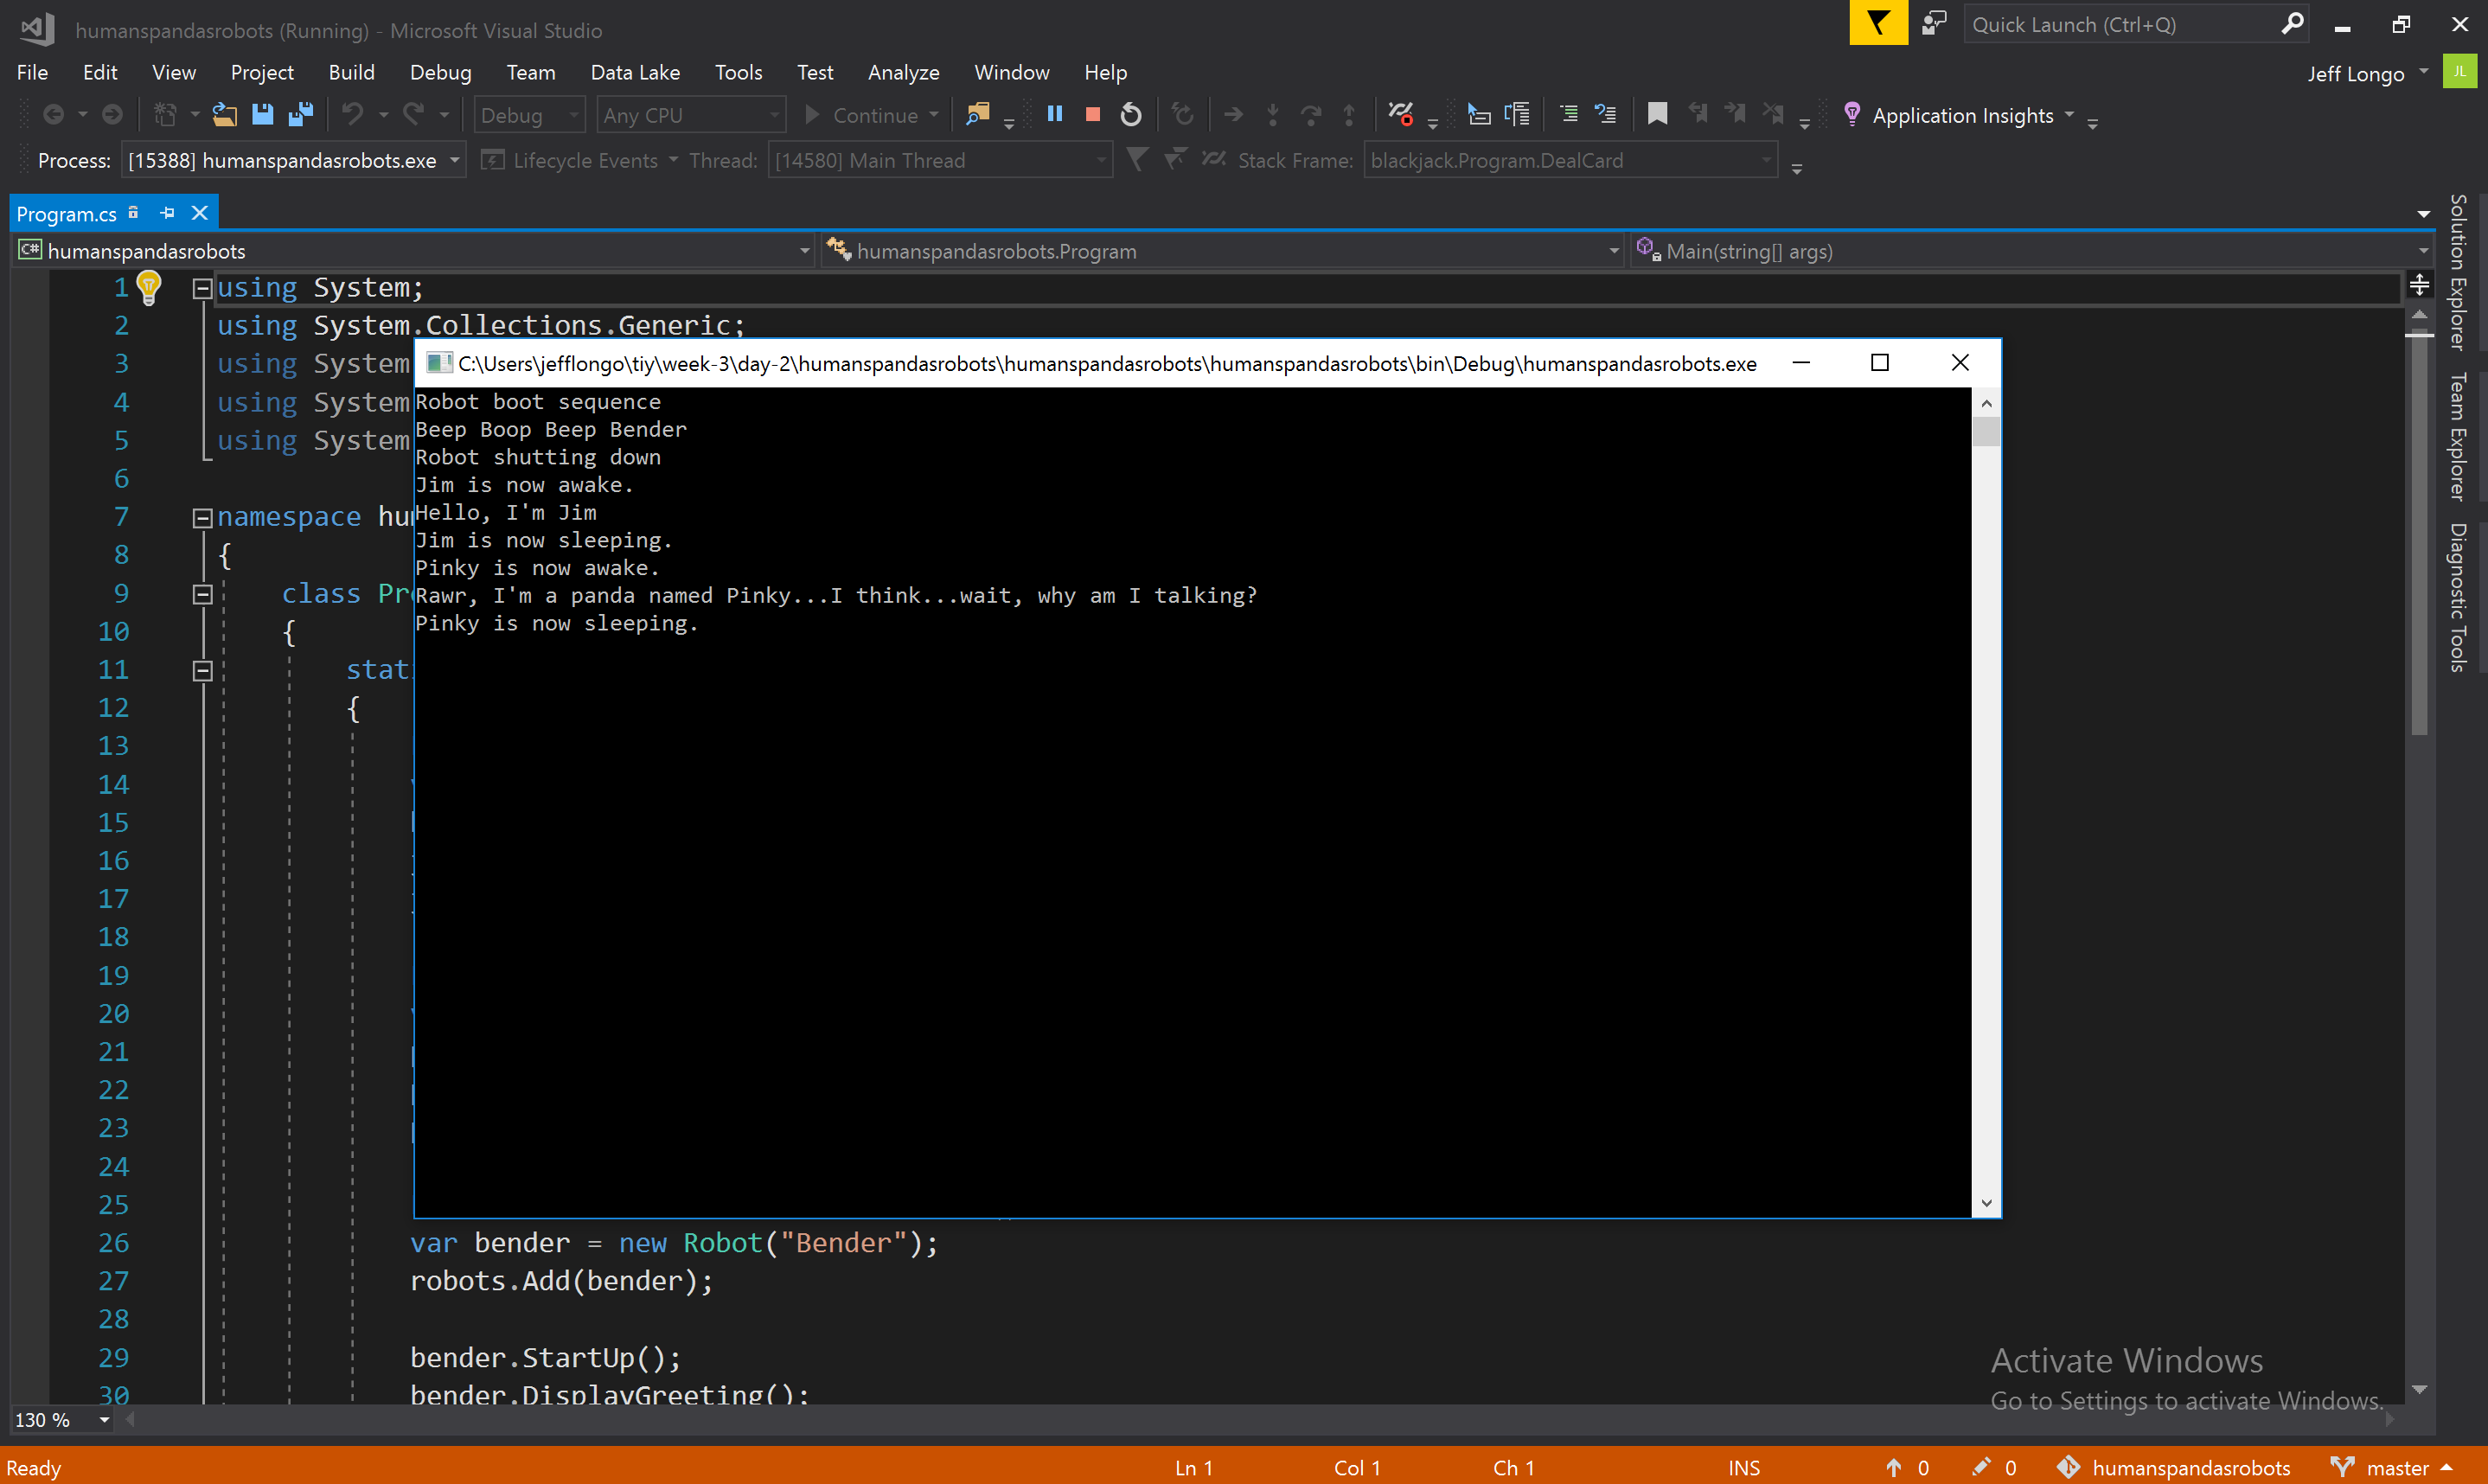 humanspandasrobots (Running) - Microsoft Visual Studio
Quick Launch (Ctrl+Q)
File Edit View Project Build Debug Team Data Lake Tools Test Analyze Window Help
Jeff Longo JL
Debug Any CPU Continue Application Insights
Process: [15388] humanspandasrobots.exe Lifecycle Events Thread: [14580] Main Thread Stack Frame: blackjack.Program.DealCard
Program.cs
C# humanspandasrobots humanspandasrobots.Program Main(string[] args)
1 using System;
2 using System.Collections.Generic;
3 using System
4 using System
5 using System
6
7 namespace hum
8 {
9 class Pro
10 {
11 stati
12 {
13
14
15
16
17
18
19
20
21
22
23
24
25
26 var bender = new Robot("Bender");
27 robots.Add(bender);
28
29 bender.StartUp();
30 bender.DisplayGreeting();
C:\Users\jefflongo\tiy\week-3\day-2\humanspandasrobots\humanspandasrobots\humanspandasrobots\bin\Debug\humanspandasrobots.exe
Robot boot sequence
Beep Boop Beep Bender
Robot shutting down
Jim is now awake.
Hello, I'm Jim
Jim is now sleeping.
Pinky is now awake.
Rawr, I'm a panda named Pinky...I think...wait, why am I talking?
Pinky is now sleeping.
Solution Explorer
Team Explorer
Diagnostic Tools
Activate Windows
Go to Settings to activate Windows.
130 %
Ready Ln 1 Col 1 Ch 1 INS 0 0 humanspandasrobots master